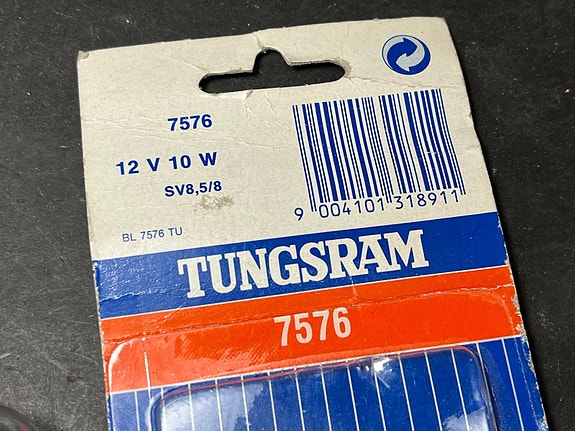 7576
12 V 10 W
SV8,5/8
9 004101 318911
BL 7576 TU
TUNGSRAM
7576